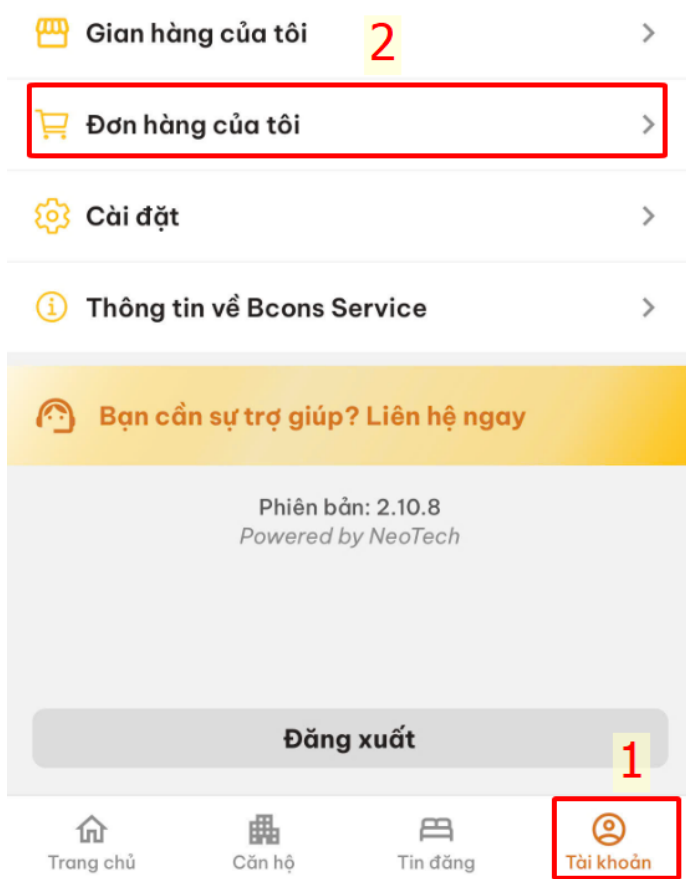 Gian hàng của tôi
2
Đơn hàng của tôi
Cài đặt
Thông tin về Bcons Service
Bạn cần sự trợ giúp? Liên hệ ngay
Phiên bản: 2.10.8
Powered by NeoTech
Đăng xuất
1
Trang chủ
Căn hộ
Tin đăng
Tài khoản